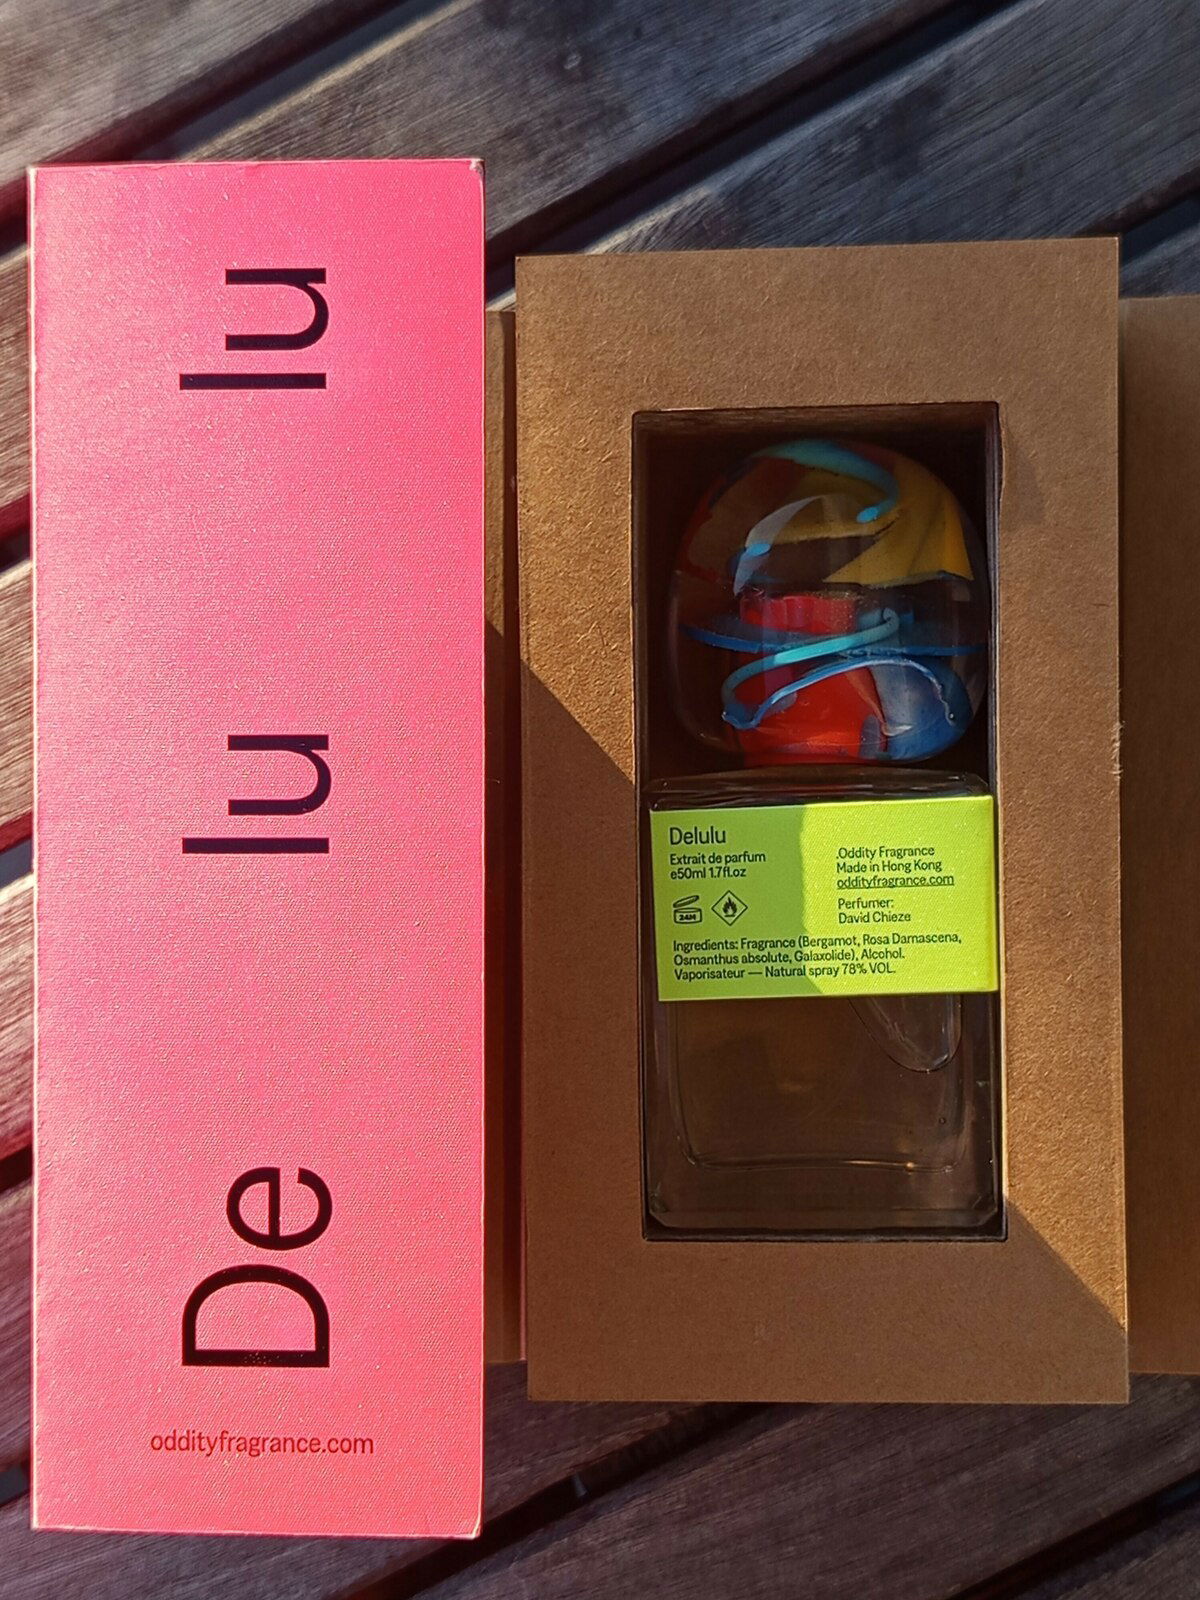 De lu lu
oddityfragrance.com
Delulu
Extrait de parfum
e50ml 1.7fl.oz
24M
.Oddity Fragrance
Made in Hong Kong
oddityfragrance.com
Perfumer:
David Chieze
Ingredients: Fragrance (Bergamot, Rosa Damascena,
Osmanthus absolute, Galaxolide), Alcohol.
Vaporisateur — Natural spray 78% VOL.